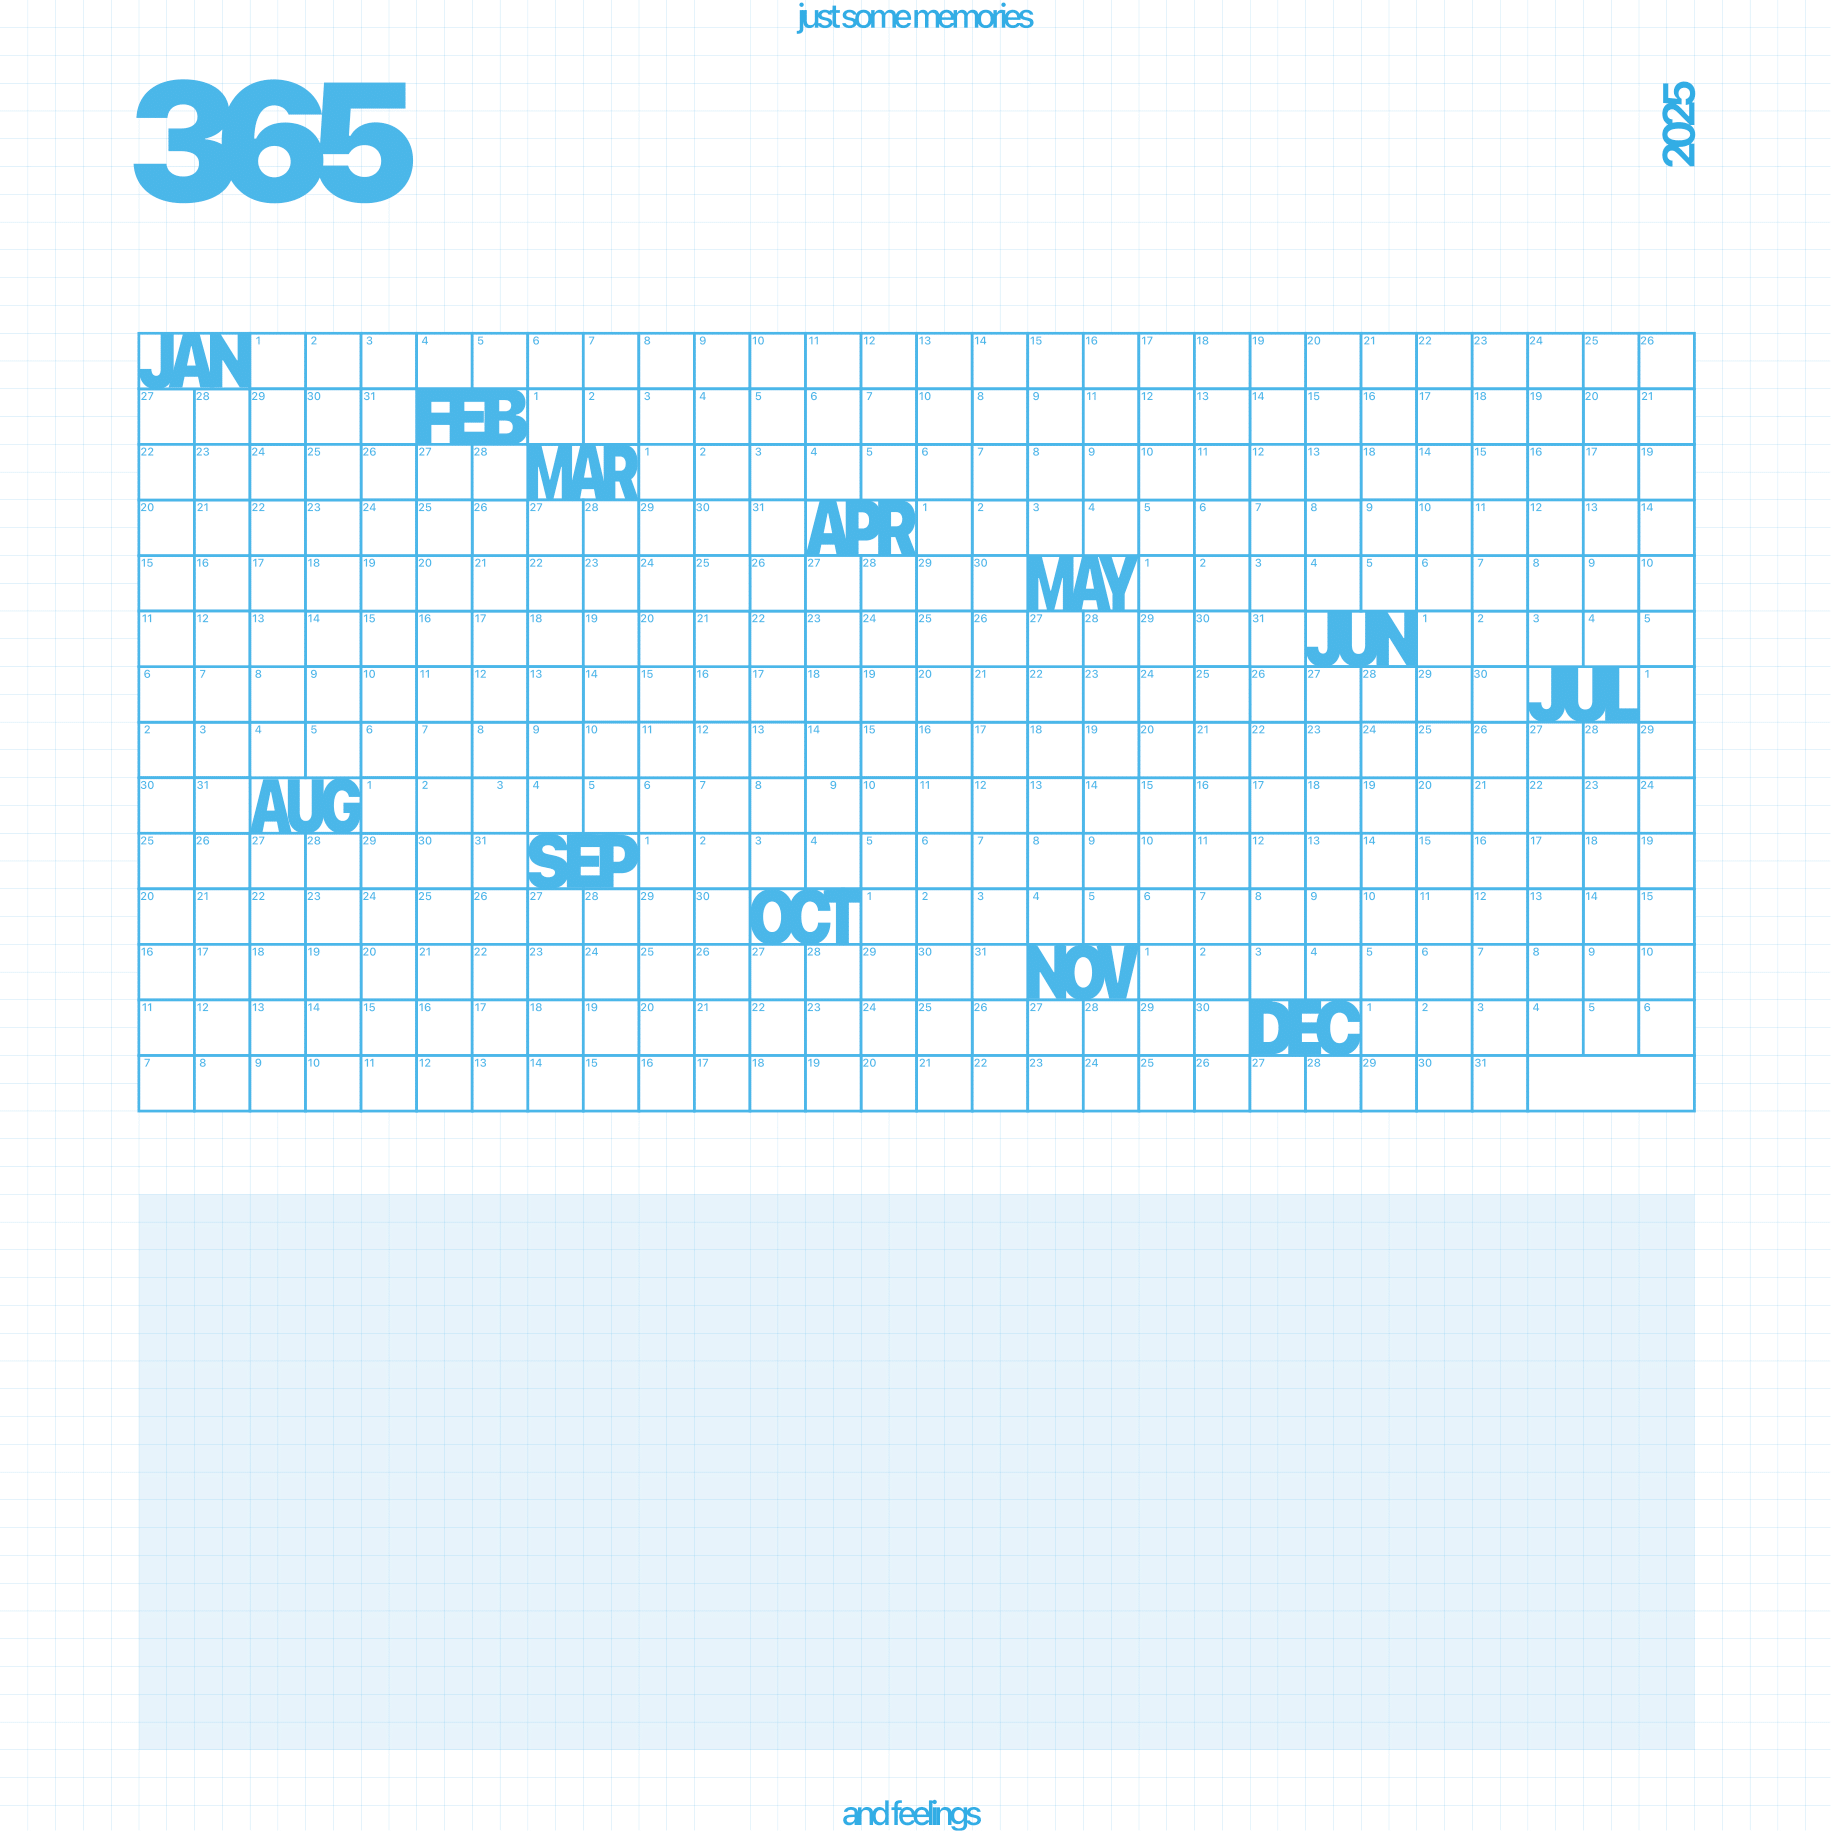 just some memories
365
2025
JAN 1 2 3 4 5 6 7 8 9 10 11 12 13 14 15 16 17 18 19 20 21 22 23 24 25 26
27 28 29 30 31 FEB 1 2 3 4 5 6 7 10 8 9 11 12 13 14 15 16 17 18 19 20 21
22 23 24 25 26 27 28 MAR 1 2 3 4 5 6 7 8 9 10 11 12 13 18 14 15 16 17 19
20 21 22 23 24 25 26 27 28 29 30 31 APR 1 2 3 4 5 6 7 8 9 10 11 12 13 14
15 16 17 18 19 20 21 22 23 24 25 26 27 28 29 30 MAY 1 2 3 4 5 6 7 8 9 10
11 12 13 14 15 16 17 18 19 20 21 22 23 24 25 26 27 28 29 30 31 JUN 1 2 3 4 5
6 7 8 9 10 11 12 13 14 15 16 17 18 19 20 21 22 23 24 25 26 27 28 29 30 JUL 1
2 3 4 5 6 7 8 9 10 11 12 13 14 15 16 17 18 19 20 21 22 23 24 25 26 27 28 29
30 31 AUG 1 2 3 4 5 6 7 8 9 10 11 12 13 14 15 16 17 18 19 20 21 22 23 24
25 26 27 28 29 30 31 SEP 1 2 3 4 5 6 7 8 9 10 11 12 13 14 15 16 17 18 19
20 21 22 23 24 25 26 27 28 29 30 OCT 1 2 3 4 5 6 7 8 9 10 11 12 13 14 15
16 17 18 19 20 21 22 23 24 25 26 27 28 29 30 31 NOV 1 2 3 4 5 6 7 8 9 10
11 12 13 14 15 16 17 18 19 20 21 22 23 24 25 26 27 28 29 30 DEC 1 2 3 4 5 6
7 8 9 10 11 12 13 14 15 16 17 18 19 20 21 22 23 24 25 26 27 28 29 30 31
and feelings